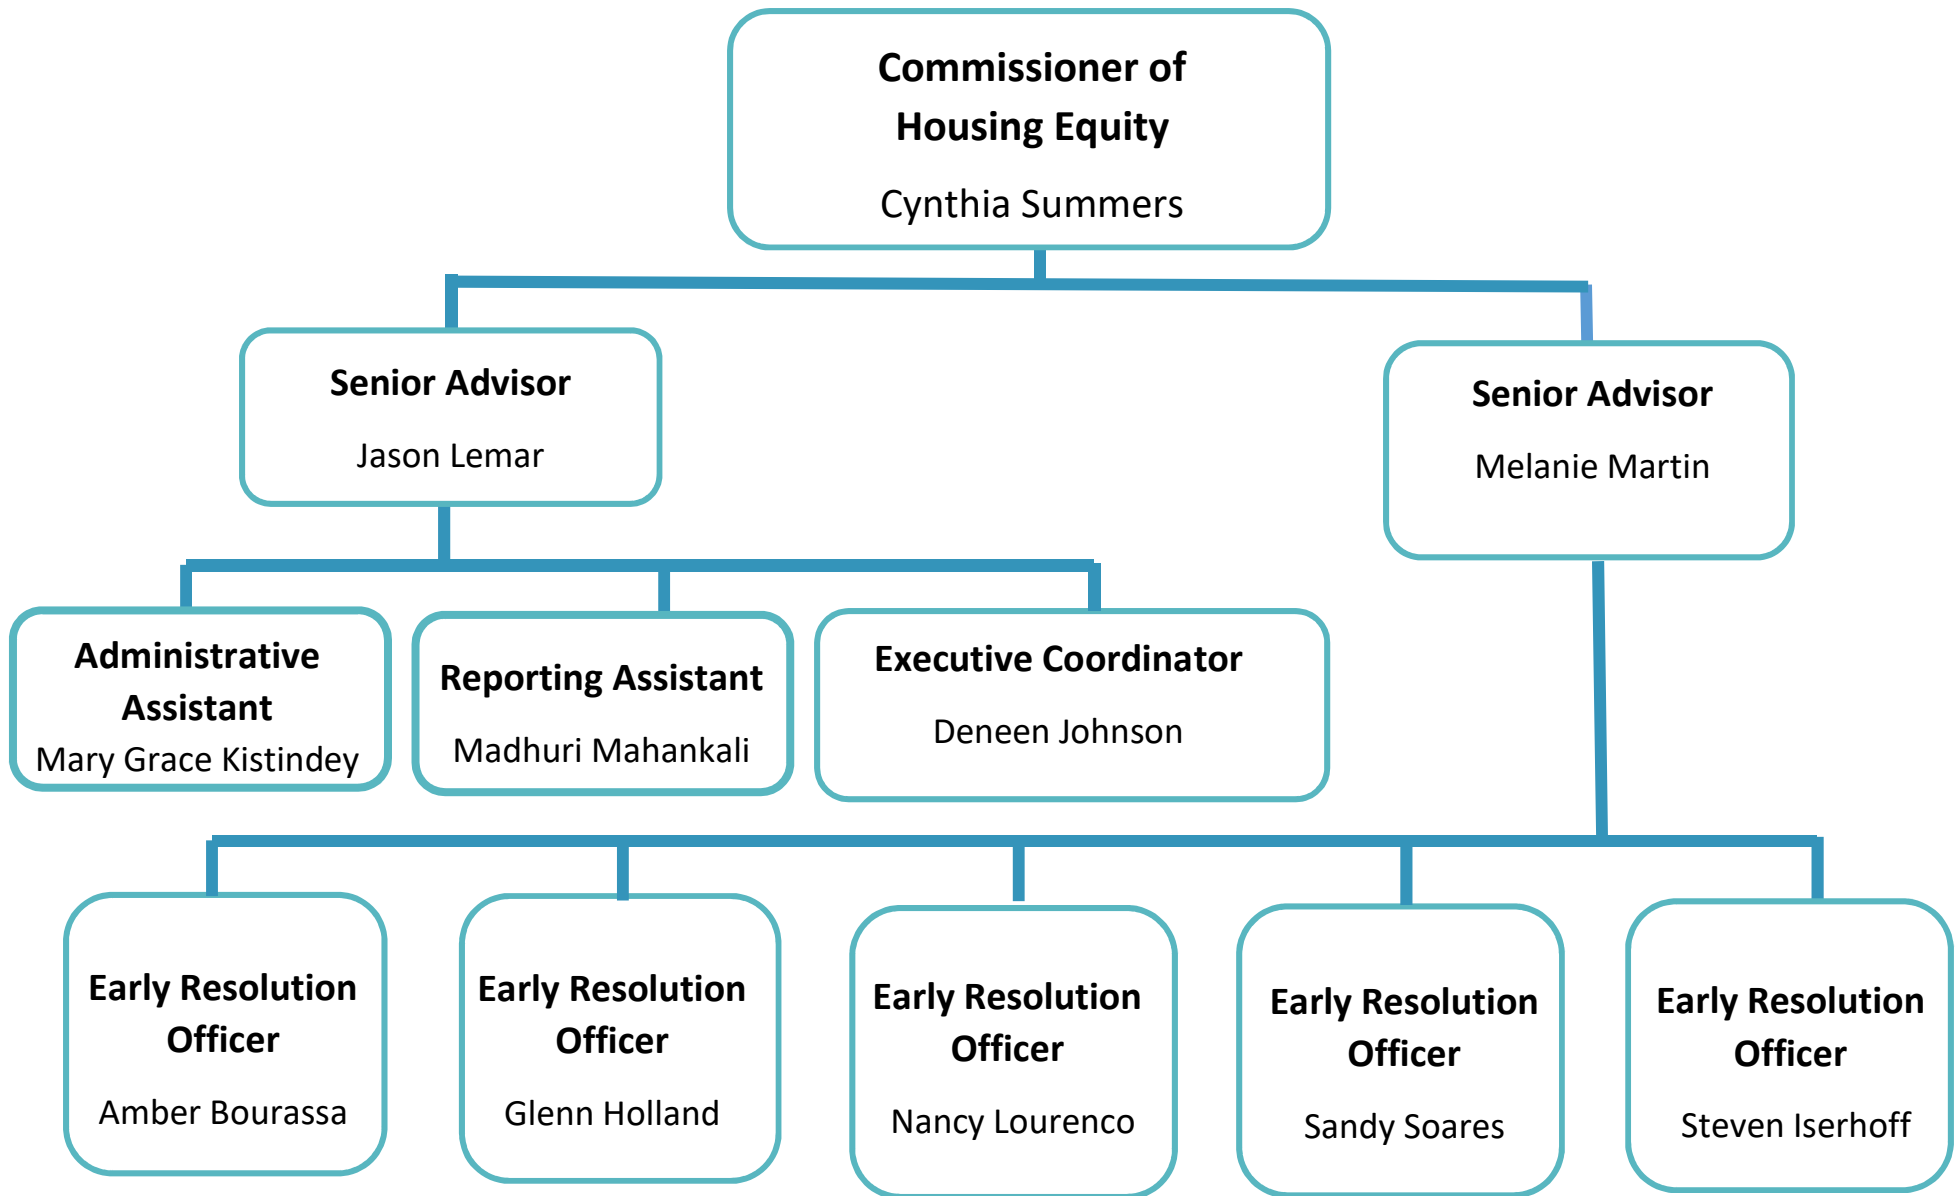 Commissioner of
Housing Equity
Cynthia Summers
Senior Advisor
Jason Lemar
Senior Advisor
Melanie Martin
Administrative
Assistant
Mary Grace Kistindey
Reporting Assistant
Madhuri Mahankali
Executive Coordinator
Deneen Johnson
Early Resolution
Officer
Amber Bourassa
Early Resolution
Officer
Glenn Holland
Early Resolution
Officer
Nancy Lourenco
Early Resolution
Officer
Sandy Soares
Early Resolution
Officer
Steven Iserhoff